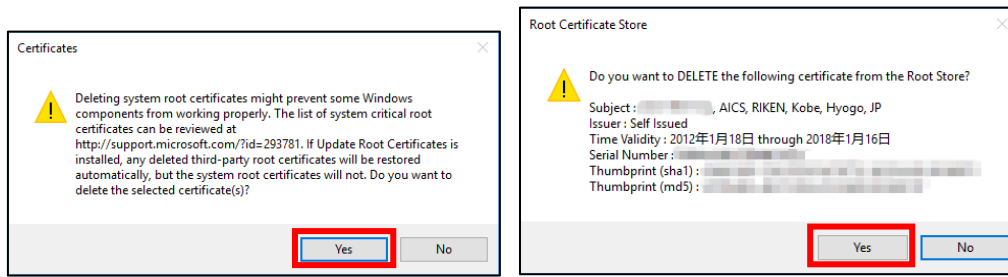 Certificates
Deleting system root certificates might prevent some Windows
components from working properly. The list of system critical root
certificates can be reviewed at
http://support.microsoft.com/?id=293781. If Update Root Certificates is
installed, any deleted third-party root certificates will be restored
automatically, but the system root certificates will not. Do you want to
delete the selected certificate(s)?
Yes
No
Root Certificate Store
Do you want to DELETE the following certificate from the Root Store?
Subject : , AICS, RIKEN, Kobe, Hyogo, JP
Issuer : Self Issued
Time Validity : 2012年1月18日 through 2018年1月16日
Serial Number :
Thumbprint (sha1) :
Thumbprint (md5) :
Yes
No